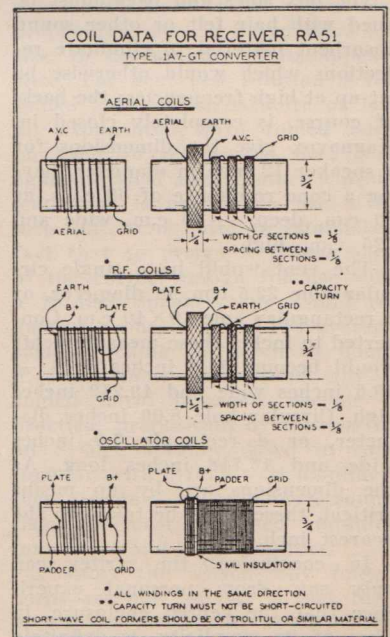 COIL DATA FOR RECEIVER RA51
TYPE 1A7-GT CONVERTER
*AERIAL COILS
A.V.C. EARTH
AERIAL GRID
AERIAL EARTH
A.V.C. GRID
3/4"
1/4"
WIDTH OF SECTIONS = 1/8"
SPACING BETWEEN
SECTIONS = 1/8"
*R.F. COILS
EARTH
B+ PLATE
GRID
PLATE B+ **CAPACITY
TURN
EARTH GRID
3/4"
1/4"
WIDTH OF SECTIONS = 1/8"
SPACING BETWEEN
SECTIONS = 1/8"
*OSCILLATOR COILS
PLATE B+
PADDER GRID
PLATE B+
PADDER GRID
3/4"
5 MIL INSULATION
* ALL WINDINGS IN THE SAME DIRECTION
**CAPACITY TURN MUST NOT BE SHORT-CIRCUITED
SHORT-WAVE COIL FORMERS SHOULD BE OF TROLITUL OR SIMILAR MATERIAL